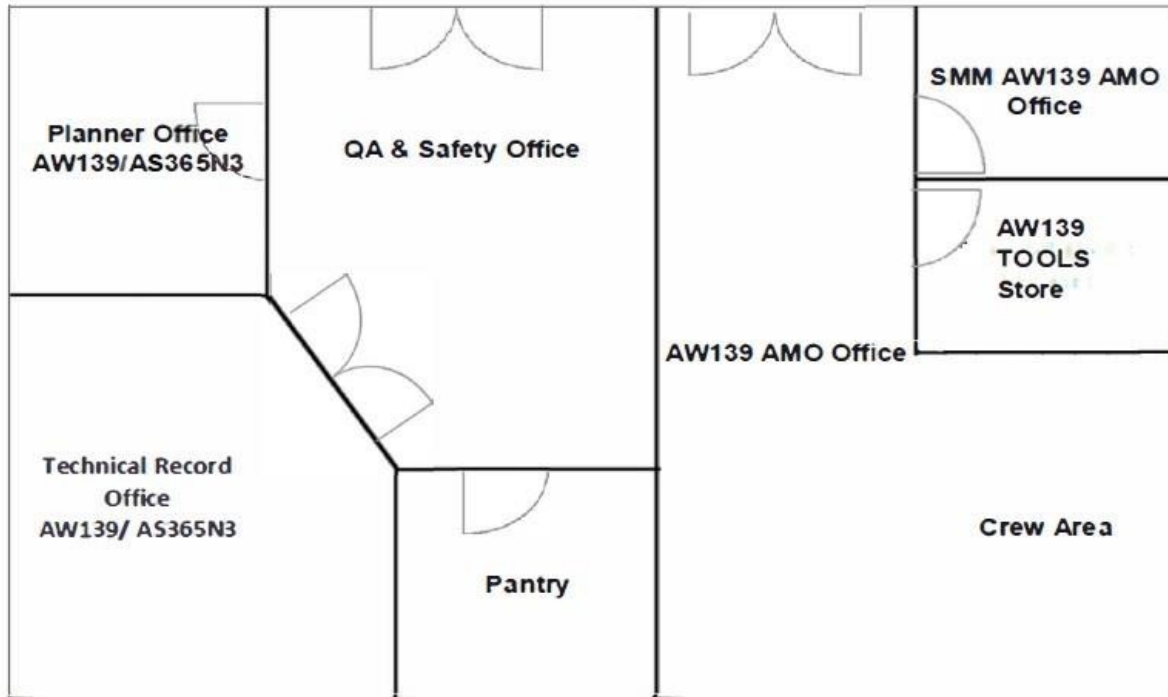 Planner Office
AW139/AS365N3
QA & Safety Office
SMM AW139 AMO
Office
AW139
TOOLS
Store
AW139 AMO Office
Technical Record
Office
AW139/ AS365N3
Pantry
Crew Area